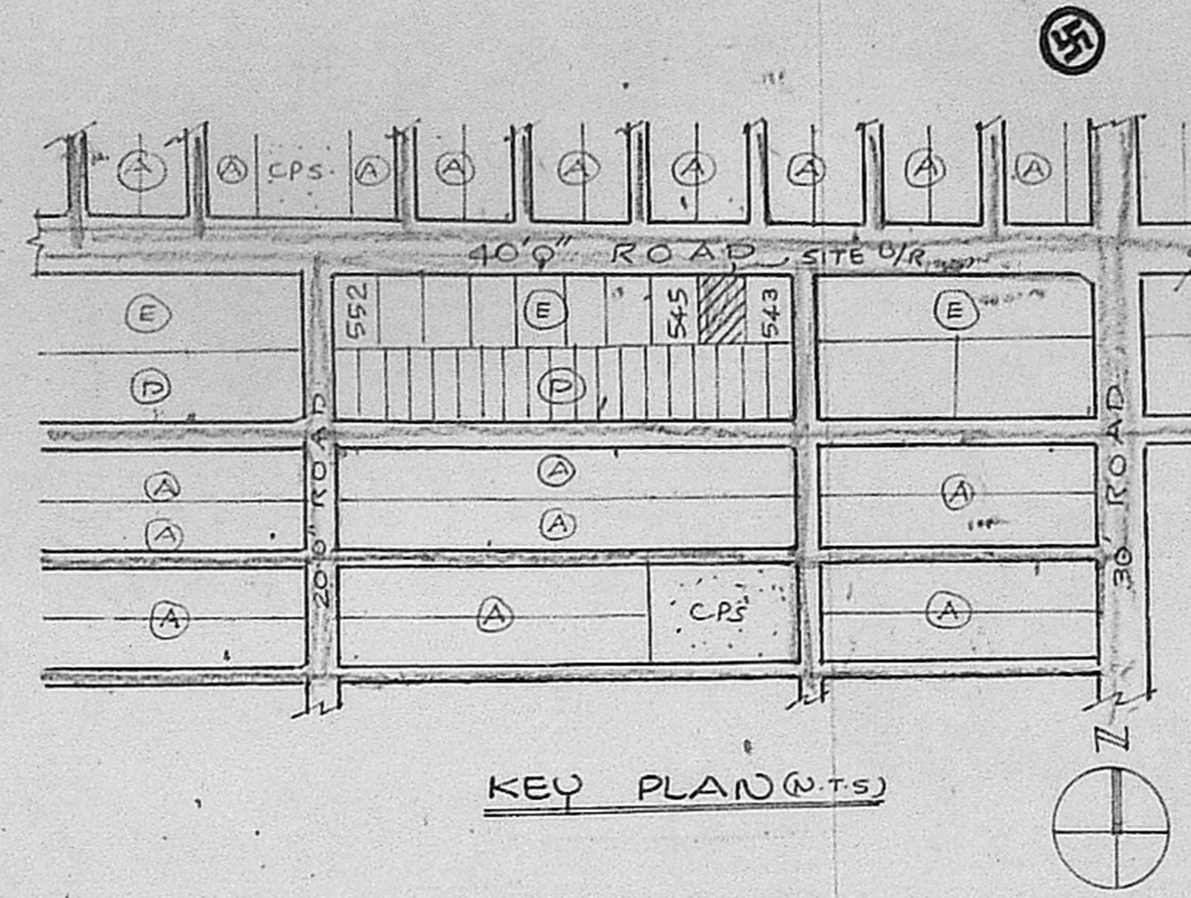 A A CPS. A A A A A A A
40'0" ROAD SITE U/R
E 552 E 545 543 E
P P
20'0" ROAD
30' ROAD
A A A
A A
A A CPS A
N
KEY PLAN (N.T.S)